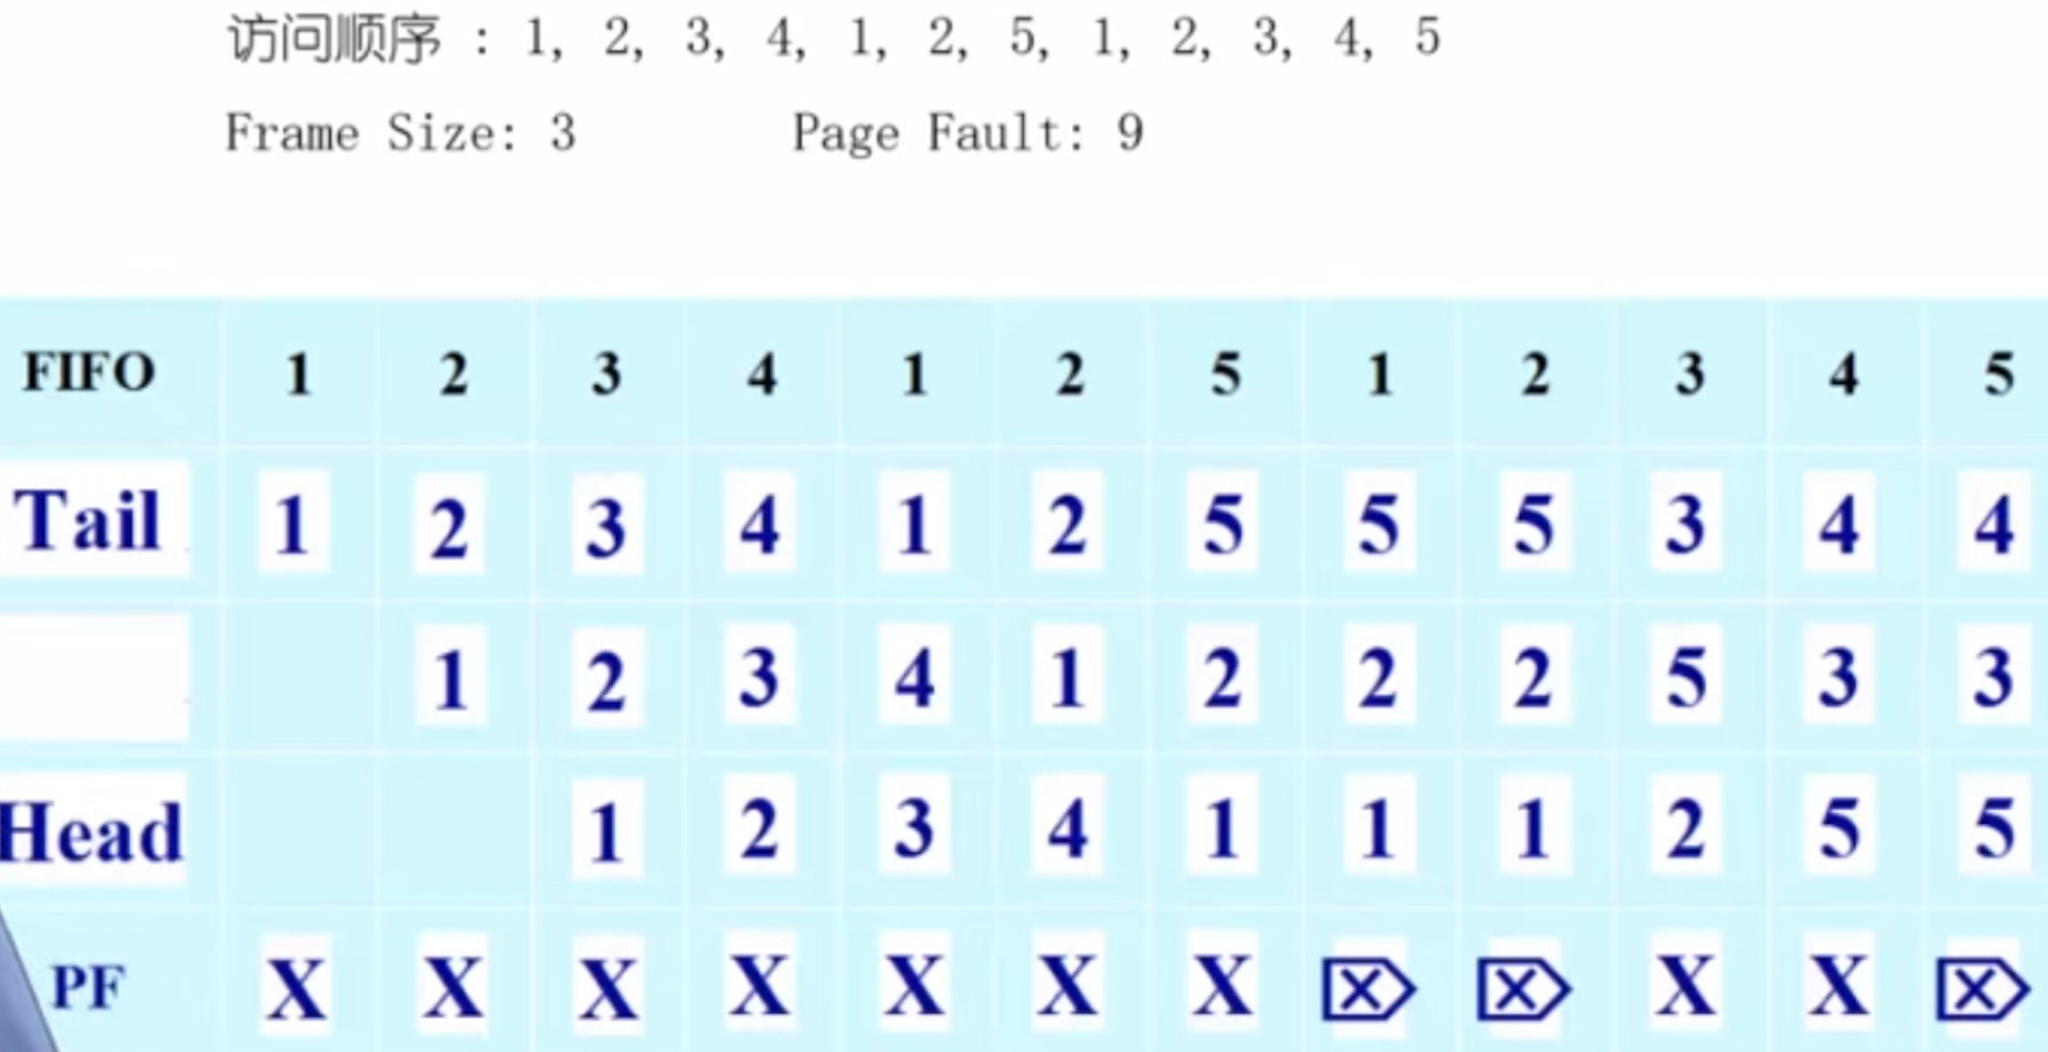 访问顺序 : 1, 2, 3, 4, 1, 2, 5, 1, 2, 3, 4, 5
Frame Size: 3 Page Fault: 9
FIFO 1 2 3 4 1 2 5 1 2 3 4 5
Tail 1 2 3 4 1 2 5 5 5 3 4 4
1 2 3 4 1 2 2 2 5 3 3
Head 1 2 3 4 1 1 1 2 5 5
PF X X X X X X X ⌦ ⌦ X X ⌦